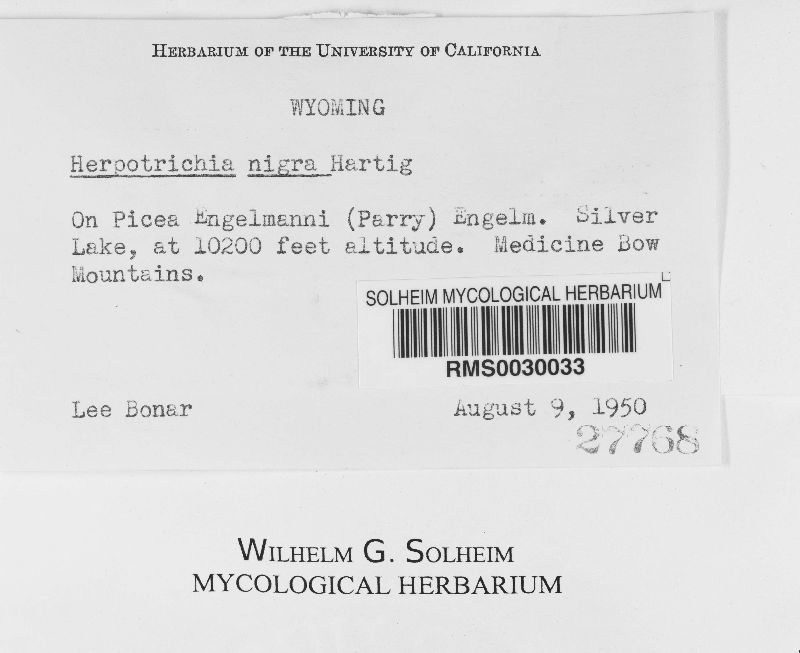 HERBARIUM OF THE UNIVERSITY OF CALIFORNIA
WYOMING
Herpotrichia nigra Hartig
On Picea Engelmanni (Parry) Engelm. Silver
Lake, at 10200 feet altitude. Medicine Bow
Mountains.
SOLHEIM MYCOLOGICAL HERBARIUM
RMS0030033
Lee Bonar August 9, 1950
27768
WILHELM G. SOLHEIM
MYCOLOGICAL HERBARIUM